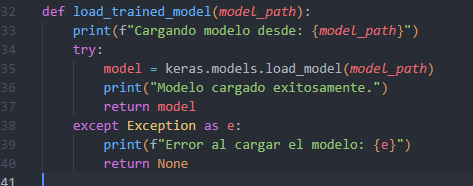 32 def load_trained_model(model_path):
33     print(f"Cargando modelo desde: {model_path}")
34     try:
35         model = keras.models.load_model(model_path)
36         print("Modelo cargado exitosamente.")
37         return model
38     except Exception as e:
39         print(f"Error al cargar el modelo: {e}")
40         return None
41